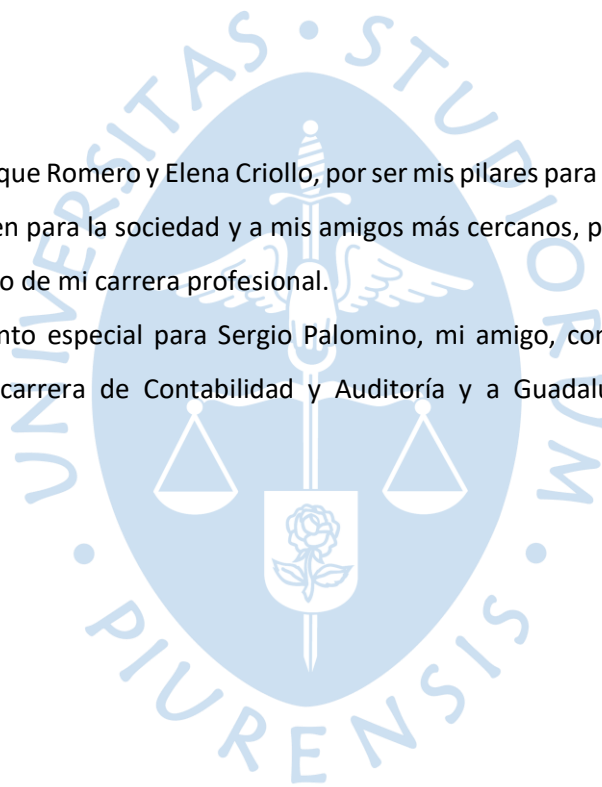 que Romero y Elena Criollo, por ser mis pilares para
en para la sociedad y a mis amigos más cercanos, p
o de mi carrera profesional.
nto especial para Sergio Palomino, mi amigo, con
carrera de Contabilidad y Auditoría y a Guadalu
UNIVERSITAS • STUDIORUM • PIURENSIS •